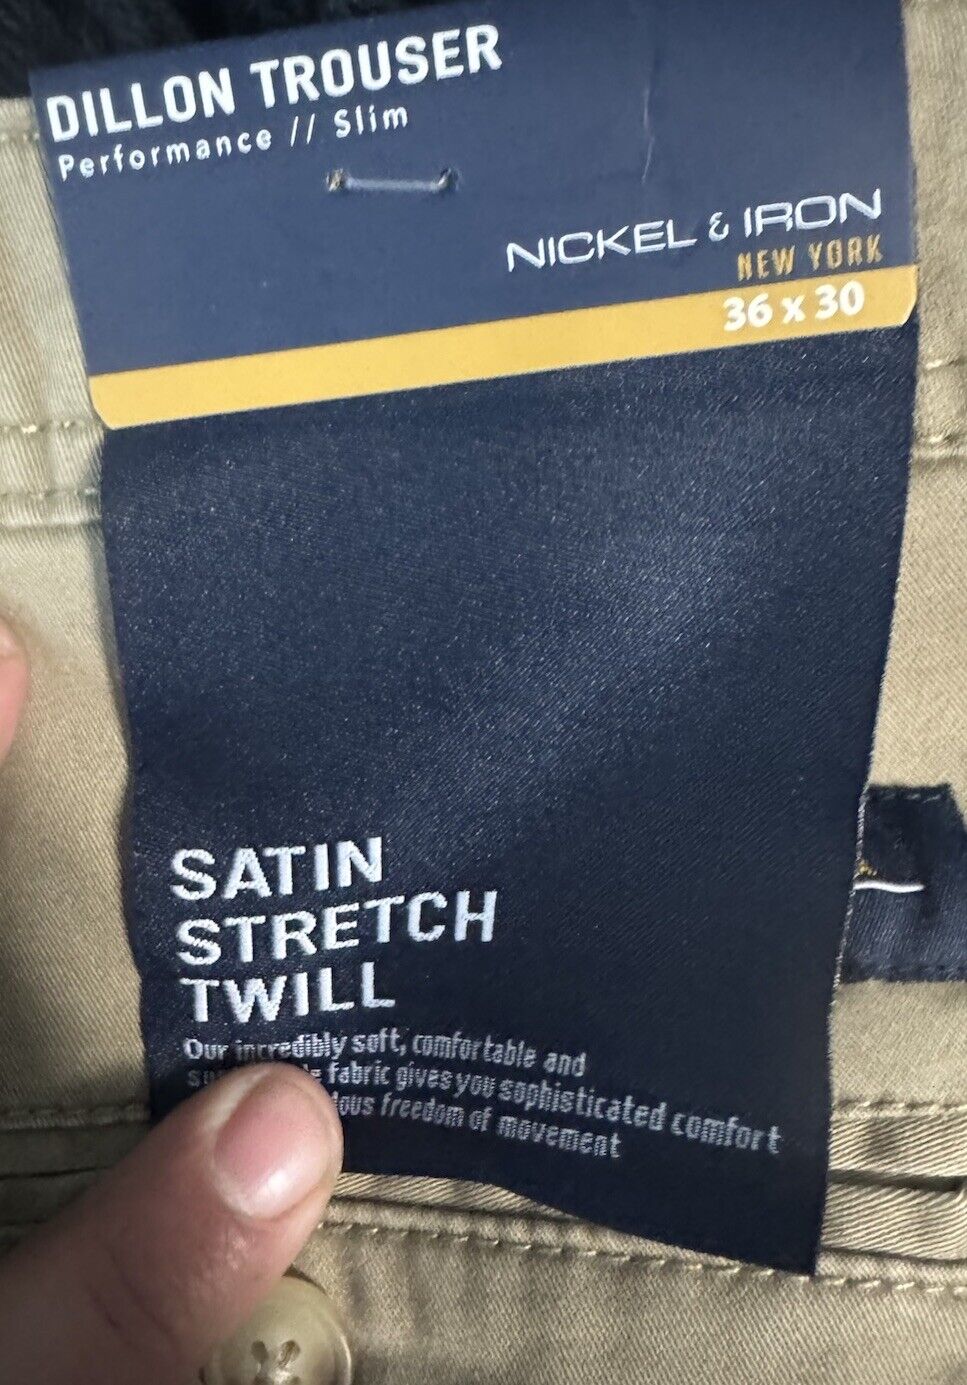 DILLON TROUSER
Performance // Slim
NICKEL & IRON
NEW YORK
36 x 30
SATIN
STRETCH
TWILL
Our incredibly soft, comfortable and
fabric gives you sophisticated comfort
freedom of movement